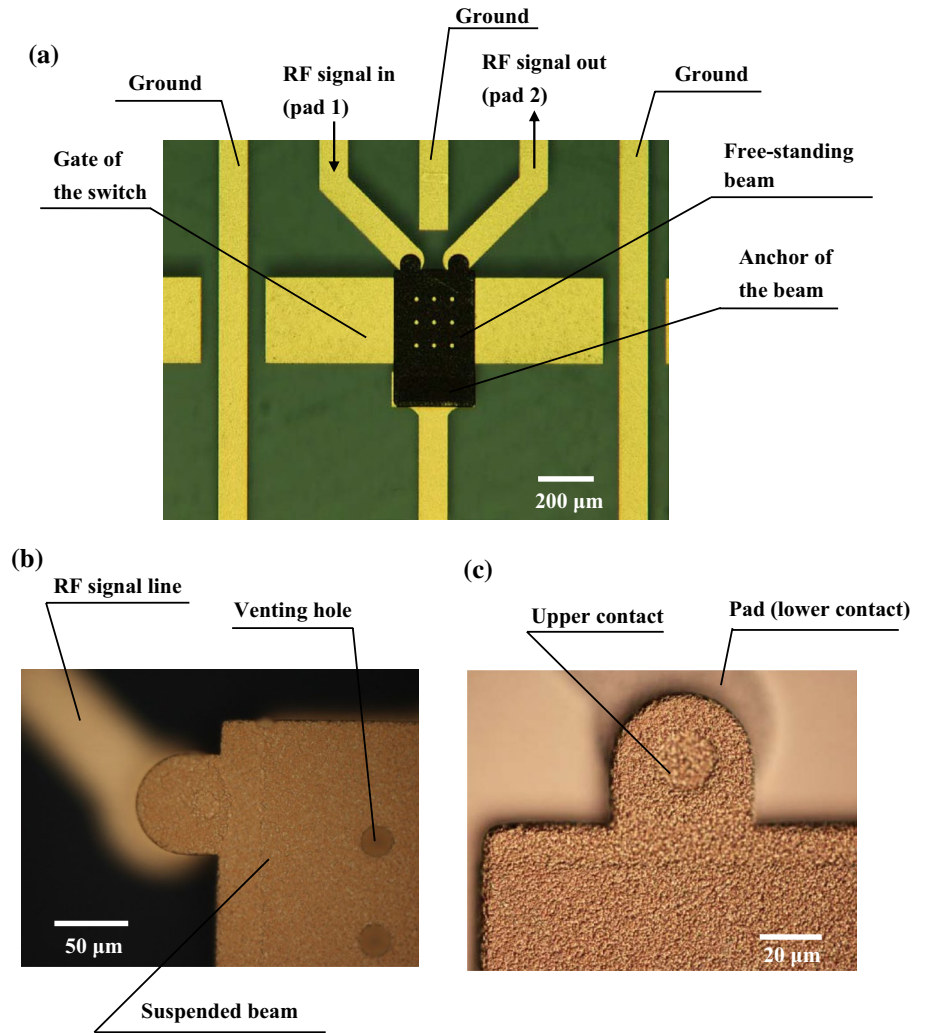 (a)
Ground
RF signal in
(pad 1)
Ground
RF signal out
(pad 2)
Ground
Gate of
the switch
Free-standing
beam
Anchor of
the beam
200 μm
(b)
RF signal line
Venting hole
50 μm
Suspended beam
(c)
Upper contact
Pad (lower contact)
20 μm